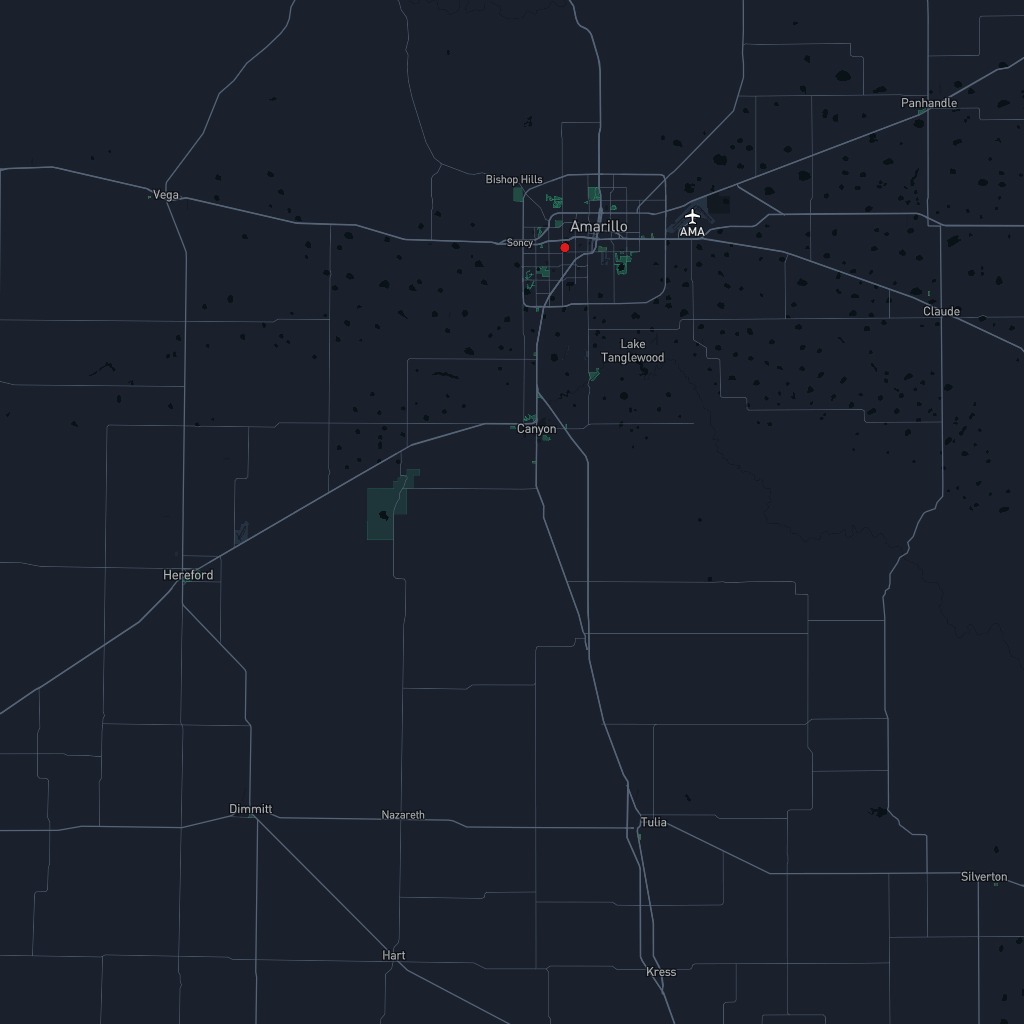 Panhandle
Bishop Hills
Vega
Amarillo
AMA
Soncy
Claude
Lake
Tanglewood
Canyon
Hereford
Dimmitt
Nazareth
Tulia
Silverton
Hart
Kress